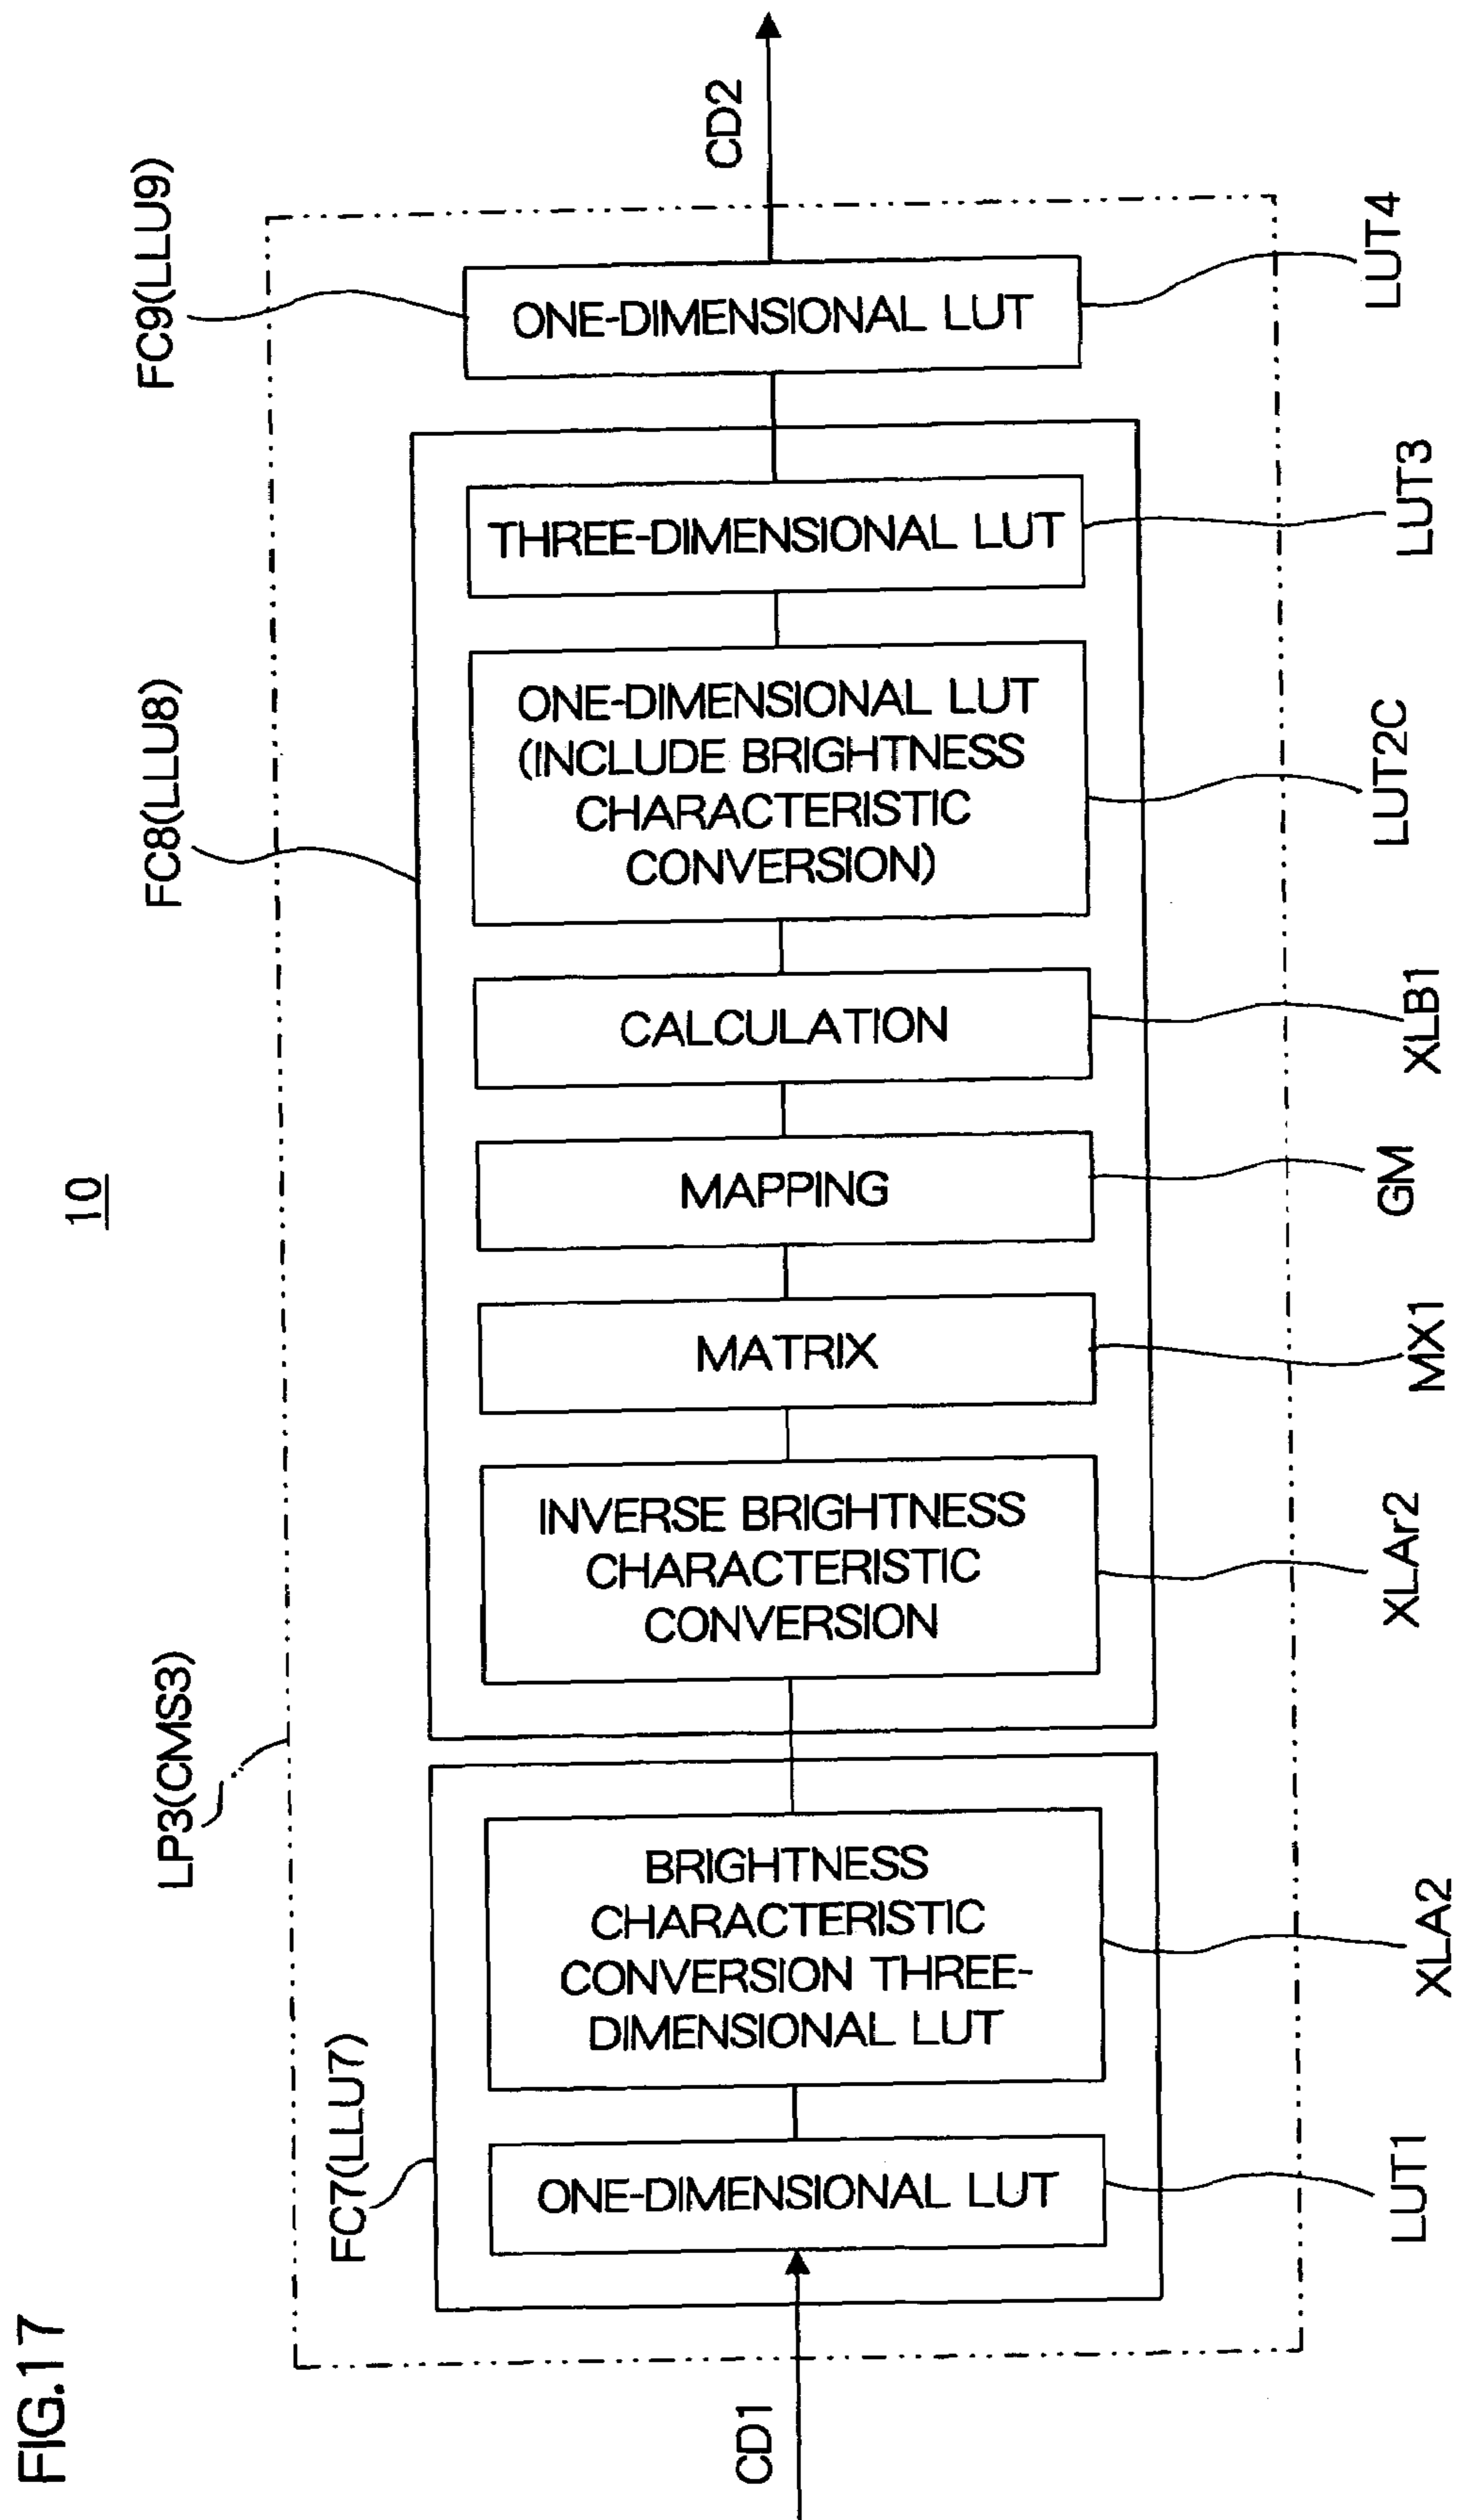 FIG.17
10
LP3(CMS3)
FC7(LLU7)
FC8(LLU8)
FC9(LLU9)
CD1
ONE-DIMENSIONAL LUT
BRIGHTNESS
CHARACTERISTIC
CONVERSION THREE-
DIMENSIONAL LUT
INVERSE BRIGHTNESS
CHARACTERISTIC
CONVERSION
MATRIX
MAPPING
CALCULATION
ONE-DIMENSIONAL LUT
(INCLUDE BRIGHTNESS
CHARACTERISTIC
CONVERSION)
THREE-DIMENSIONAL LUT
ONE-DIMENSIONAL LUT
CD2
LUT1
XLA2
XLAr2
MX1
GM
XLB1
LUT2C
LUT3
LUT4